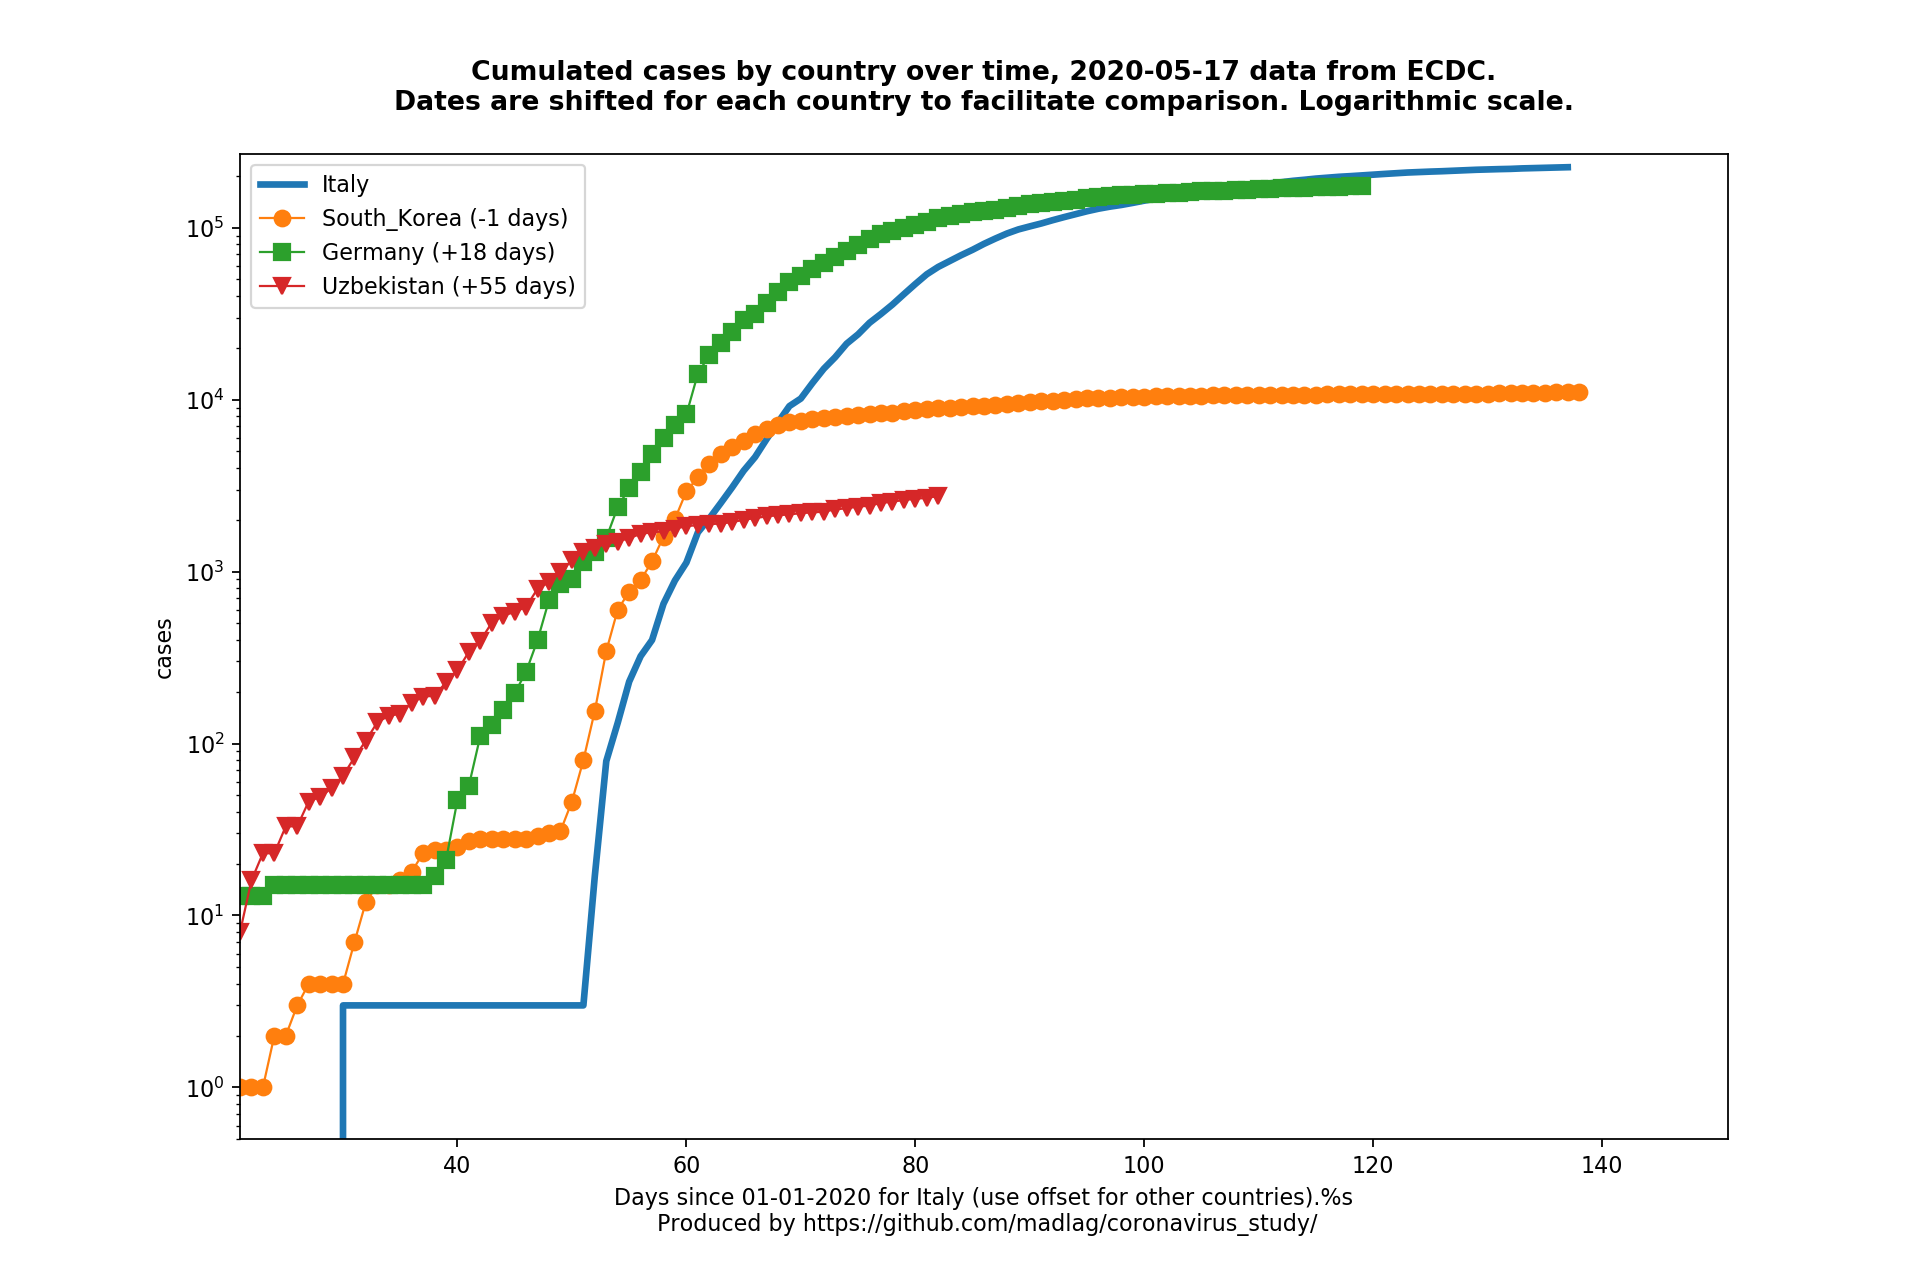 Cumulated cases by country over time, 2020-05-17 data from ECDC.
Dates are shifted for each country to facilitate comparison. Logarithmic scale.
Italy
South_Korea (-1 days)
Germany (+18 days)
Uzbekistan (+55 days)
10⁵
10⁴
10³
10²
10¹
10⁰
cases
40 60 80 100 120 140
Days since 01-01-2020 for Italy (use offset for other countries).%s
Produced by https://github.com/madlag/coronavirus_study/